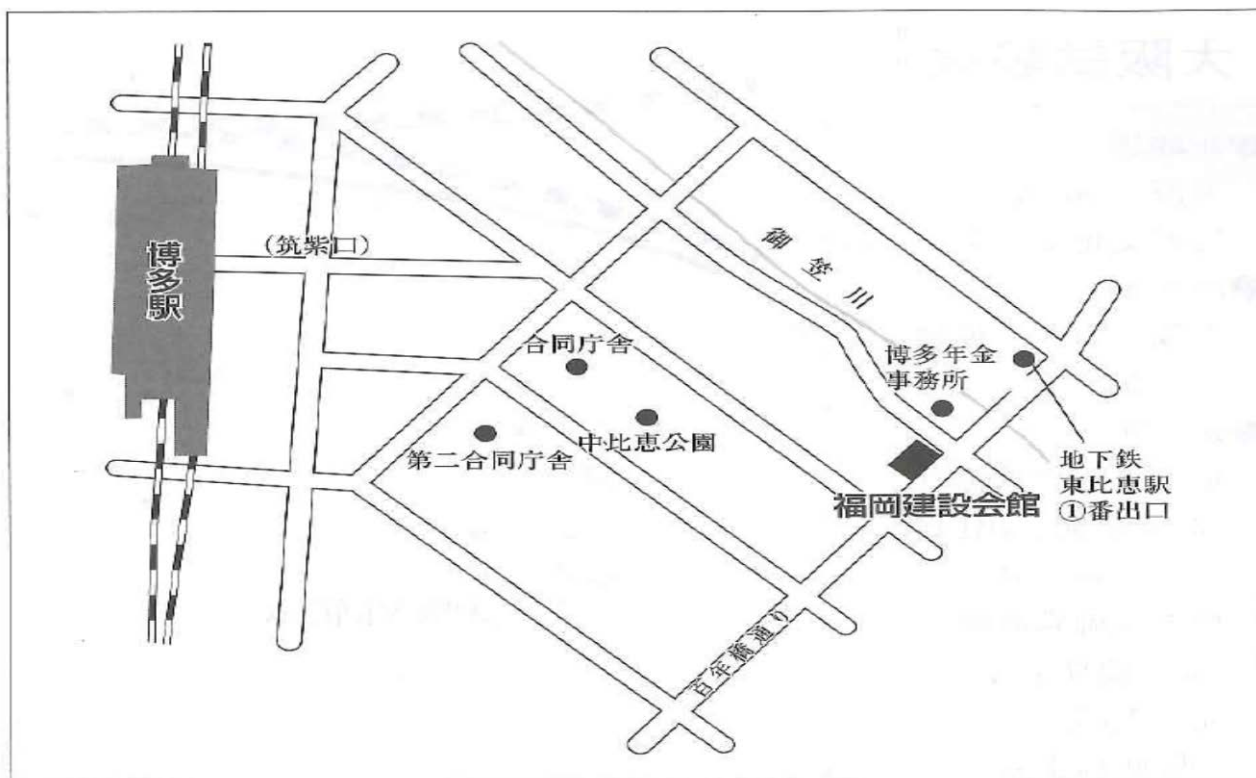 博多駅
(筑紫口)
御笠川
合同庁舎
博多年金
事務所
第二合同庁舎
中比恵公園
福岡建設会館
地下鉄
東比恵駅
①番出口
百年橋通り